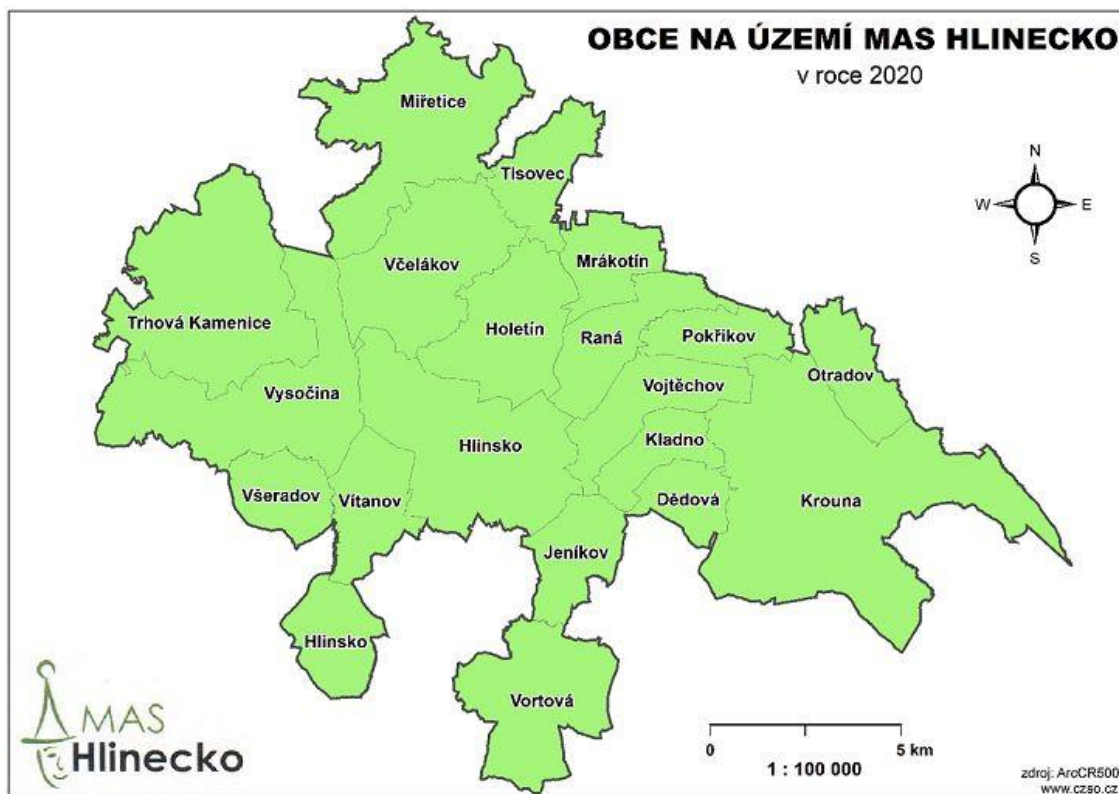 OBCE NA ÚZEMÍ MAS HLINECKO
v roce 2020
Miřetice
Tisovec
N
W
E
S
Včelákov
Mrákotín
Trhová Kamenice
Holetín
Raná
Pokřikov
Otradov
Vysočina
Vojtěchov
Hlinsko
Kladno
Všeradov
Vítanov
Dědová
Krouna
Jeníkov
Hlinsko
Vortová
MAS
Hlinecko
0
5 km
1 : 100 000
zdroj: ArcCR500
www.czso.cz